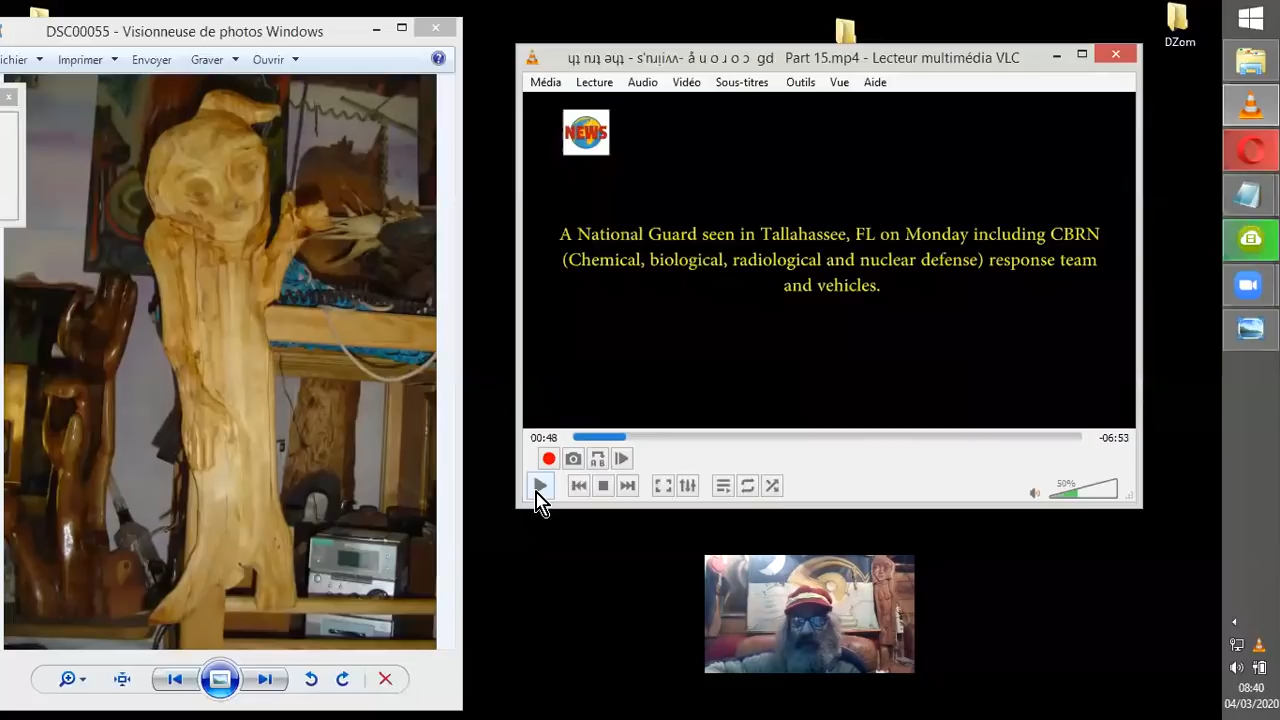 DSC00055 - Visionneuse de photos Windows
chier
Imprimer
Envoyer
Graver
Ouvrir
DZom
Part 15.mp4 - Lecteur multimédia VLC
Média Lecture Audio Vidéo Sous-titres Outils Vue Aide
NEWS
A National Guard seen in Tallahassee, FL on Monday including CBRN
(Chemical, biological, radiological and nuclear defense) response team
and vehicles.
00:48
-06:53
50%
08:40
04/03/2020